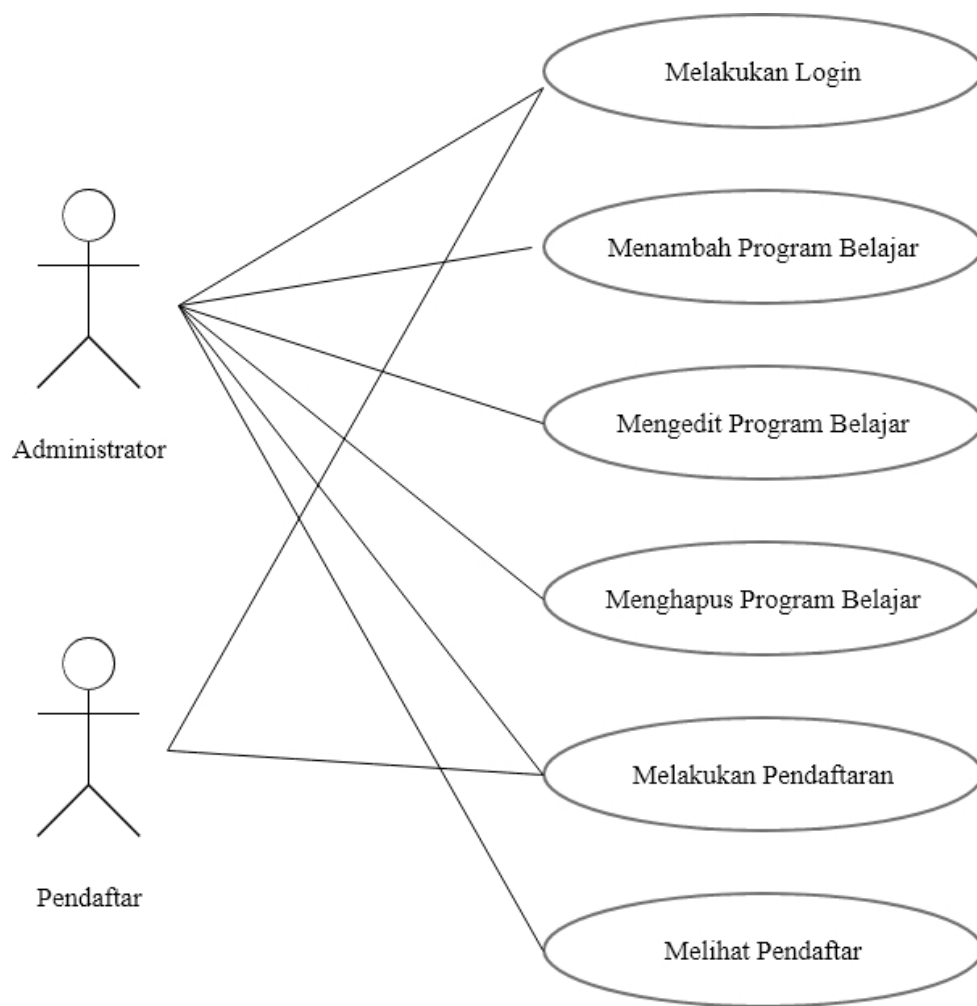 Melakukan Login
Menambah Program Belajar
Mengedit Program Belajar
Administrator
Menghapus Program Belajar
Melakukan Pendaftaran
Pendaftar
Melihat Pendaftar